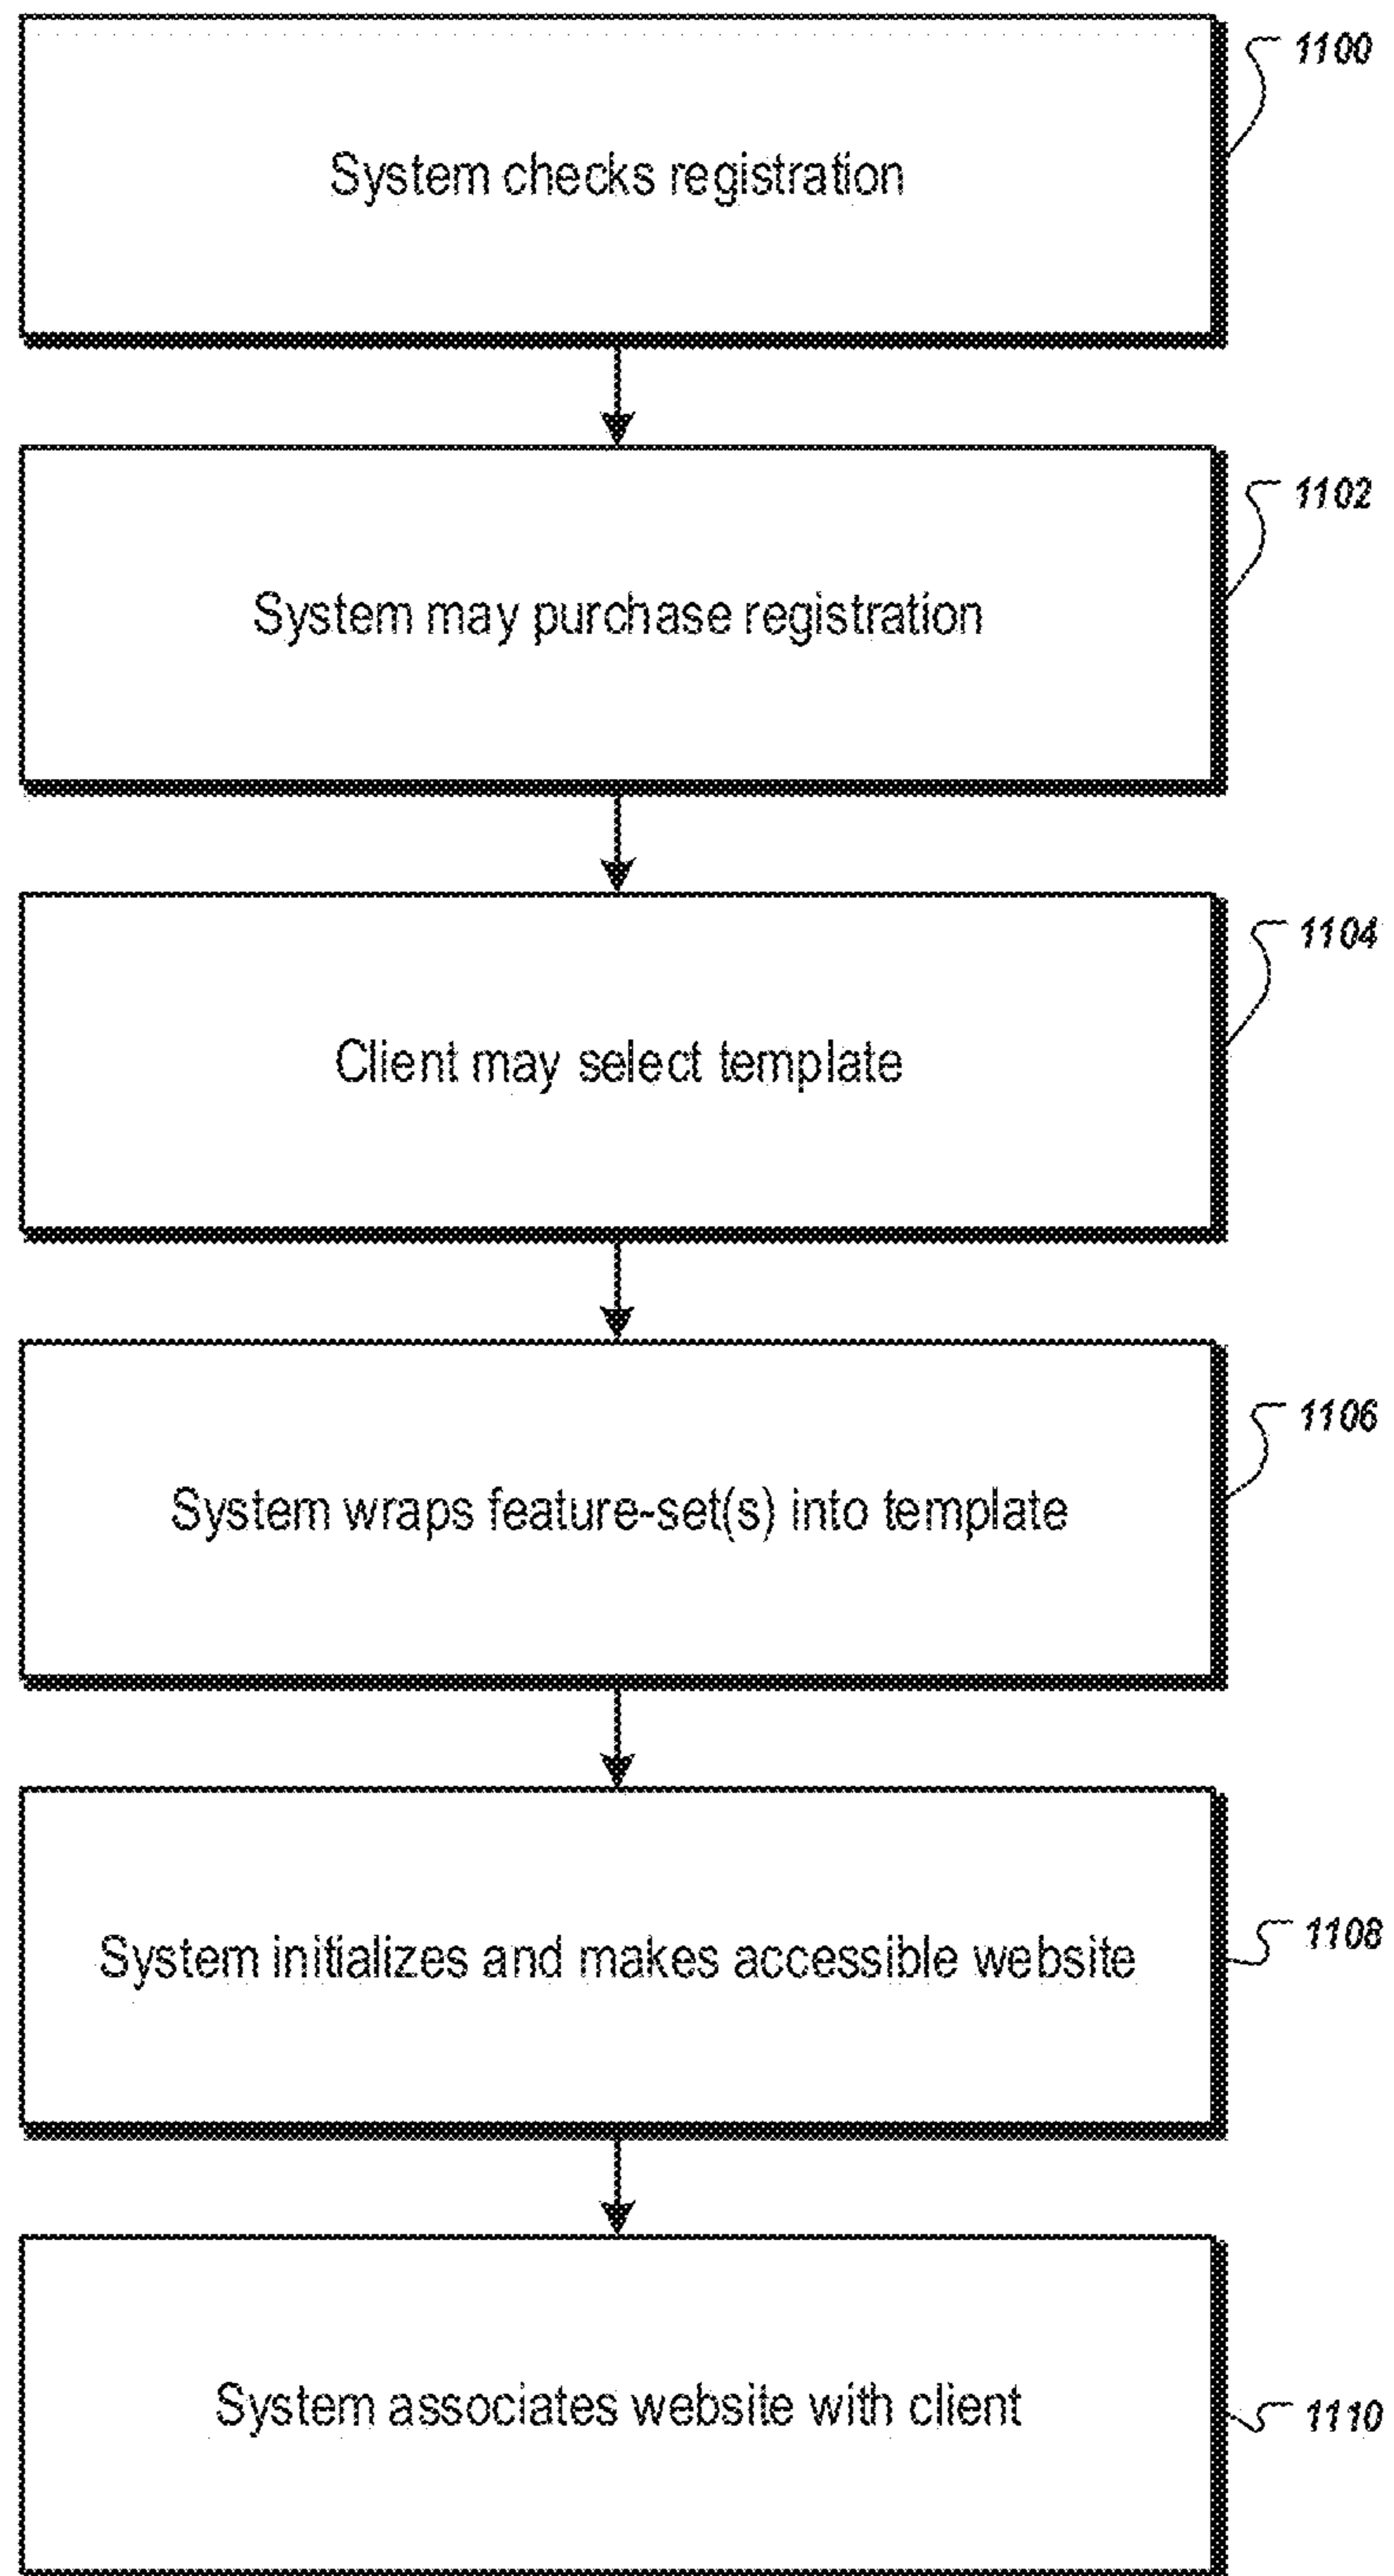 1100
System checks registration
1102
System may purchase registration
1104
Client may select template
1106
System wraps feature-set(s) into template
1108
System initializes and makes accessible website
1110
System associates website with client